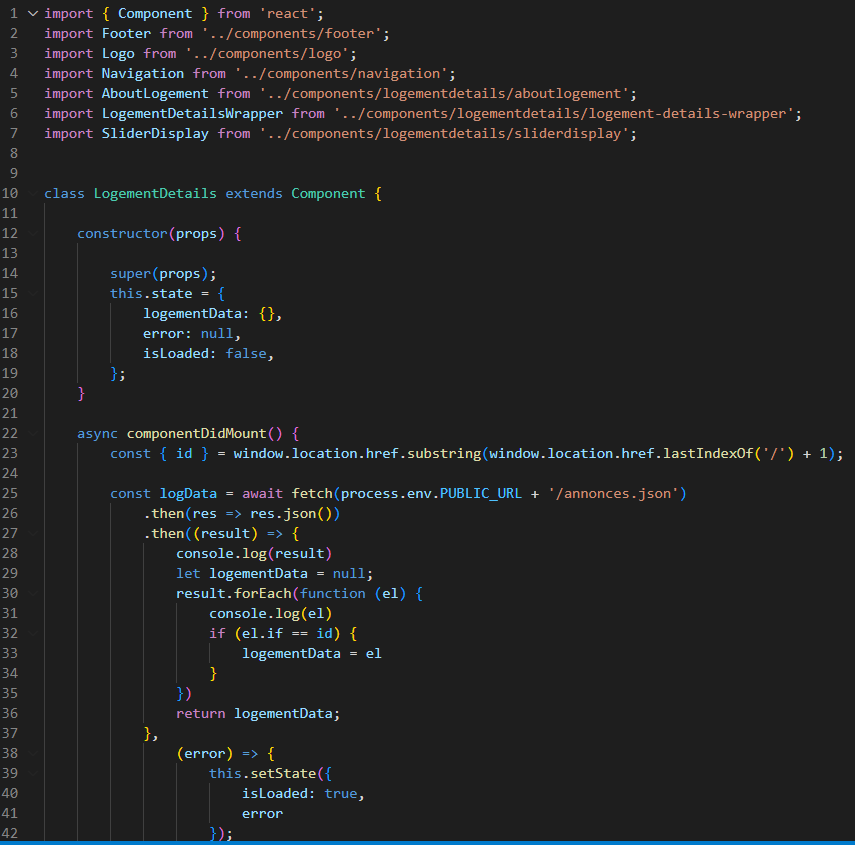 1 import { Component } from 'react';
2 import Footer from '../components/footer';
3 import Logo from '../components/logo';
4 import Navigation from '../components/navigation';
5 import AboutLogement from '../components/logementdetails/aboutlogement';
6 import LogementDetailsWrapper from '../components/logementdetails/logement-details-wrapper';
7 import SliderDisplay from '../components/logementdetails/sliderdisplay';
8
9
10 class LogementDetails extends Component {
11
12     constructor(props) {
13
14         super(props);
15         this.state = {
16             logementData: {},
17             error: null,
18             isLoaded: false,
19         };
20     }
21
22     async componentDidMount() {
23         const { id } = window.location.href.substring(window.location.href.lastIndexOf('/') + 1);
24
25         const logData = await fetch(process.env.PUBLIC_URL + '/annonces.json')
26             .then(res => res.json())
27             .then((result) => {
28                 console.log(result)
29                 let logementData = null;
30                 result.forEach(function (el) {
31                     console.log(el)
32                     if (el.if == id) {
33                         logementData = el
34                     }
35                 })
36                 return logementData;
37             },
38                 (error) => {
39                     this.setState({
40                         isLoaded: true,
41                         error
42                     });